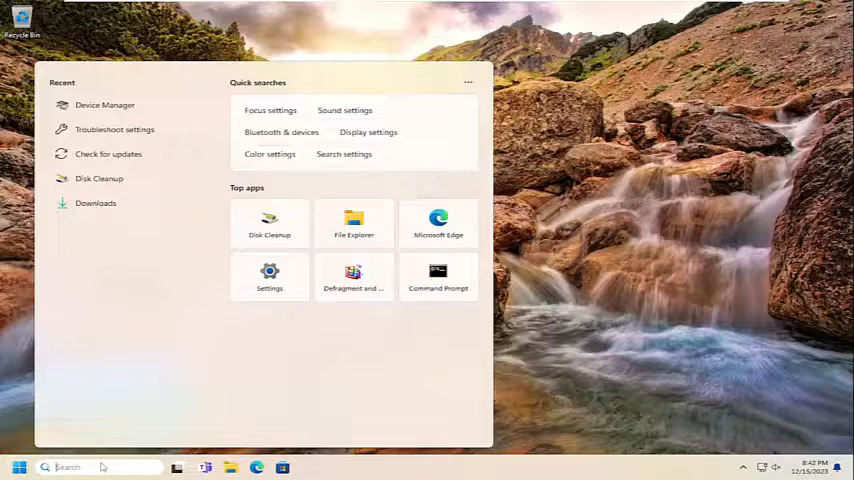 Recycle Bin
Recent
Device Manager
Troubleshoot settings
Check for updates
Disk Cleanup
Downloads
Quick searches
Focus settings
Sound settings
Bluetooth & devices
Display settings
Color settings
Search settings
Top apps
Disk Cleanup
File Explorer
Microsoft Edge
Settings
Defragment and ...
Command Prompt
Search
8:42 PM
12/15/2023